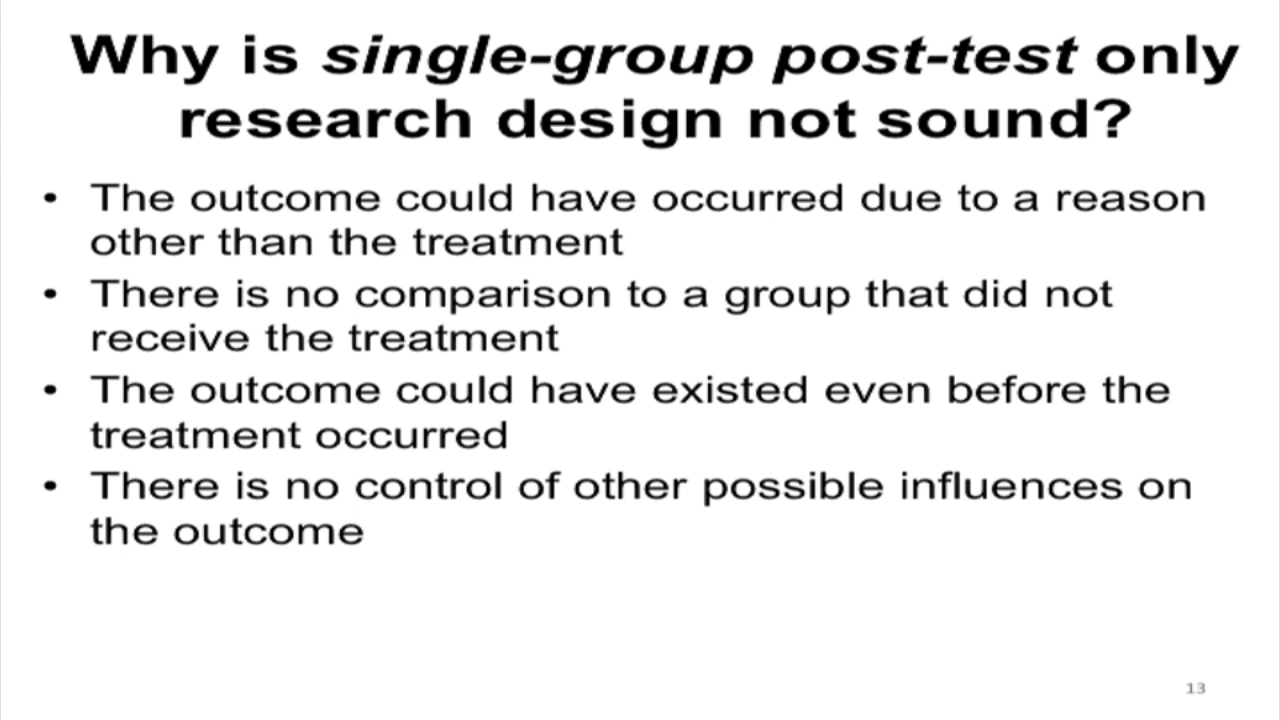 Why is single-group post-test only
research design not sound?
• The outcome could have occurred due to a reason
other than the treatment
• There is no comparison to a group that did not
receive the treatment
• The outcome could have existed even before the
treatment occurred
• There is no control of other possible influences on
the outcome
13